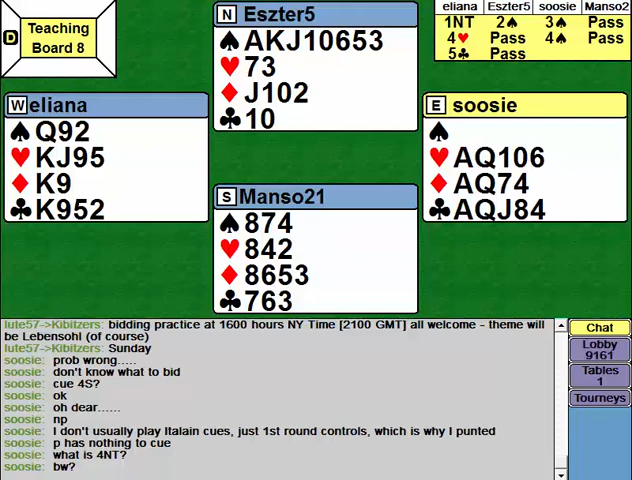 Teaching
Board 8
D
N Eszter5
♠ AKJ10653
♥ 73
♦ J102
♣ 10
eliana Eszter5 soosie Manso2
1NT 2♠ 3♠ Pass
4♥ Pass 4♠ Pass
5♣ Pass
W eliana
♠ Q92
♥ KJ95
♦ K9
♣ K952
E soosie
♠
♥ AQ106
♦ AQ74
♣ AQJ84
S Manso21
♠ 874
♥ 842
♦ 8653
♣ 763
lute57->Kibitzers: bidding practice at 1600 hours NY Time [2100 GMT] all welcome - theme will
be Lebensohl (of course)
lute57->Kibitzers: Sunday
soosie: prob wrong.....
soosie: don't know what to bid
soosie: cue 4S?
soosie: ok
soosie: oh dear......
soosie: np
soosie: I don't usually play Italain cues, just 1st round controls, which is why I punted
soosie: p has nothing to cue
soosie: what is 4NT?
soosie: bw?
Chat
Lobby
9161
Tables
1
Tourneys